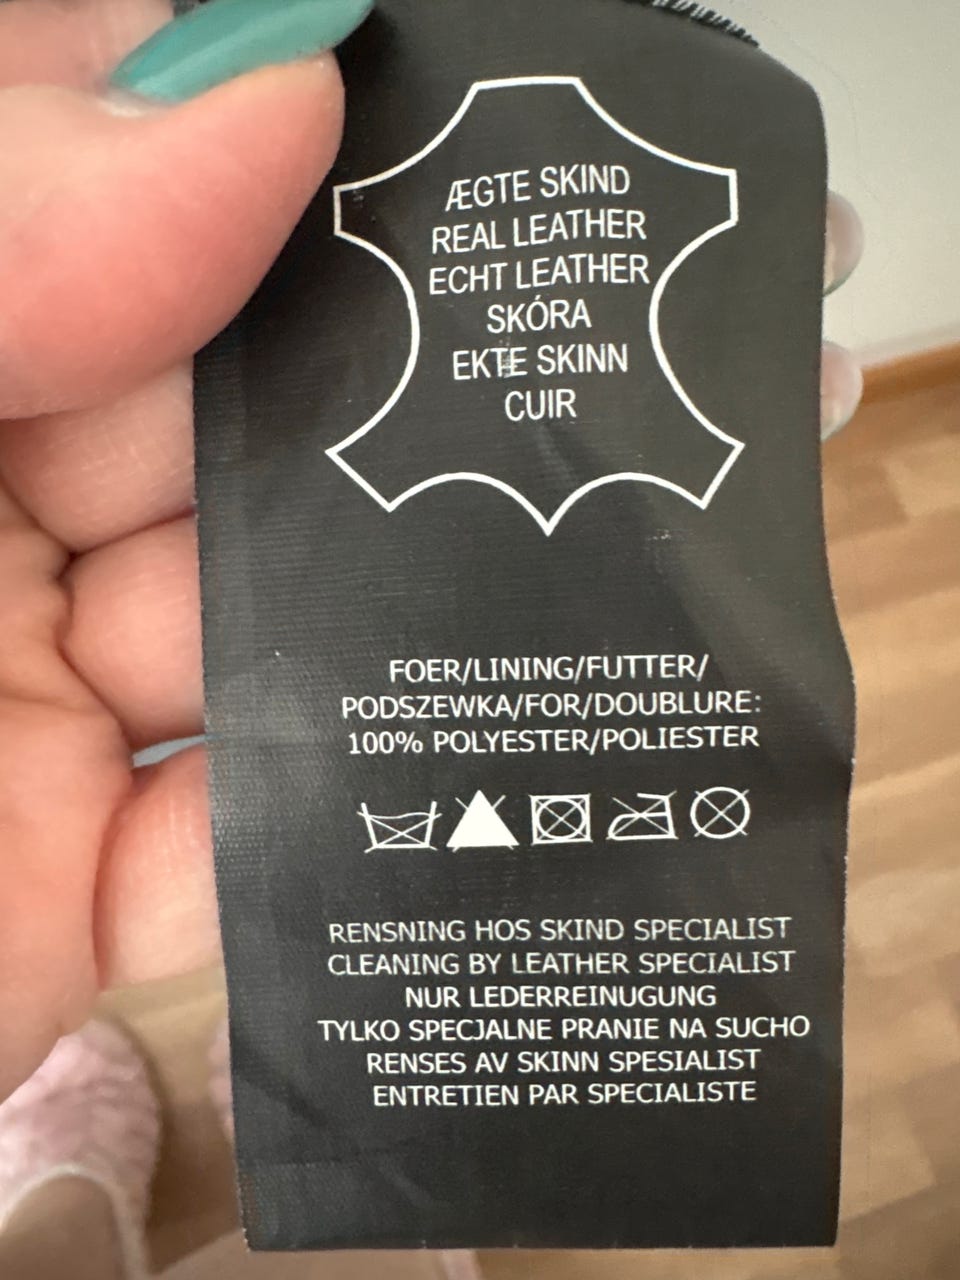 ÆGTE SKIND
REAL LEATHER
ECHT LEATHER
SKÓRA
EKTE SKINN
CUIR
FOER/LINING/FUTTER/
PODSZEWKA/FOR/DOUBLURE:
100% POLYESTER/POLIESTER
RENSNING HOS SKIND SPECIALIST
CLEANING BY LEATHER SPECIALIST
NUR LEDERREINUGUNG
TYLKO SPECJALNE PRANIE NA SUCHO
RENSES AV SKINN SPESIALIST
ENTRETIEN PAR SPECIALISTE